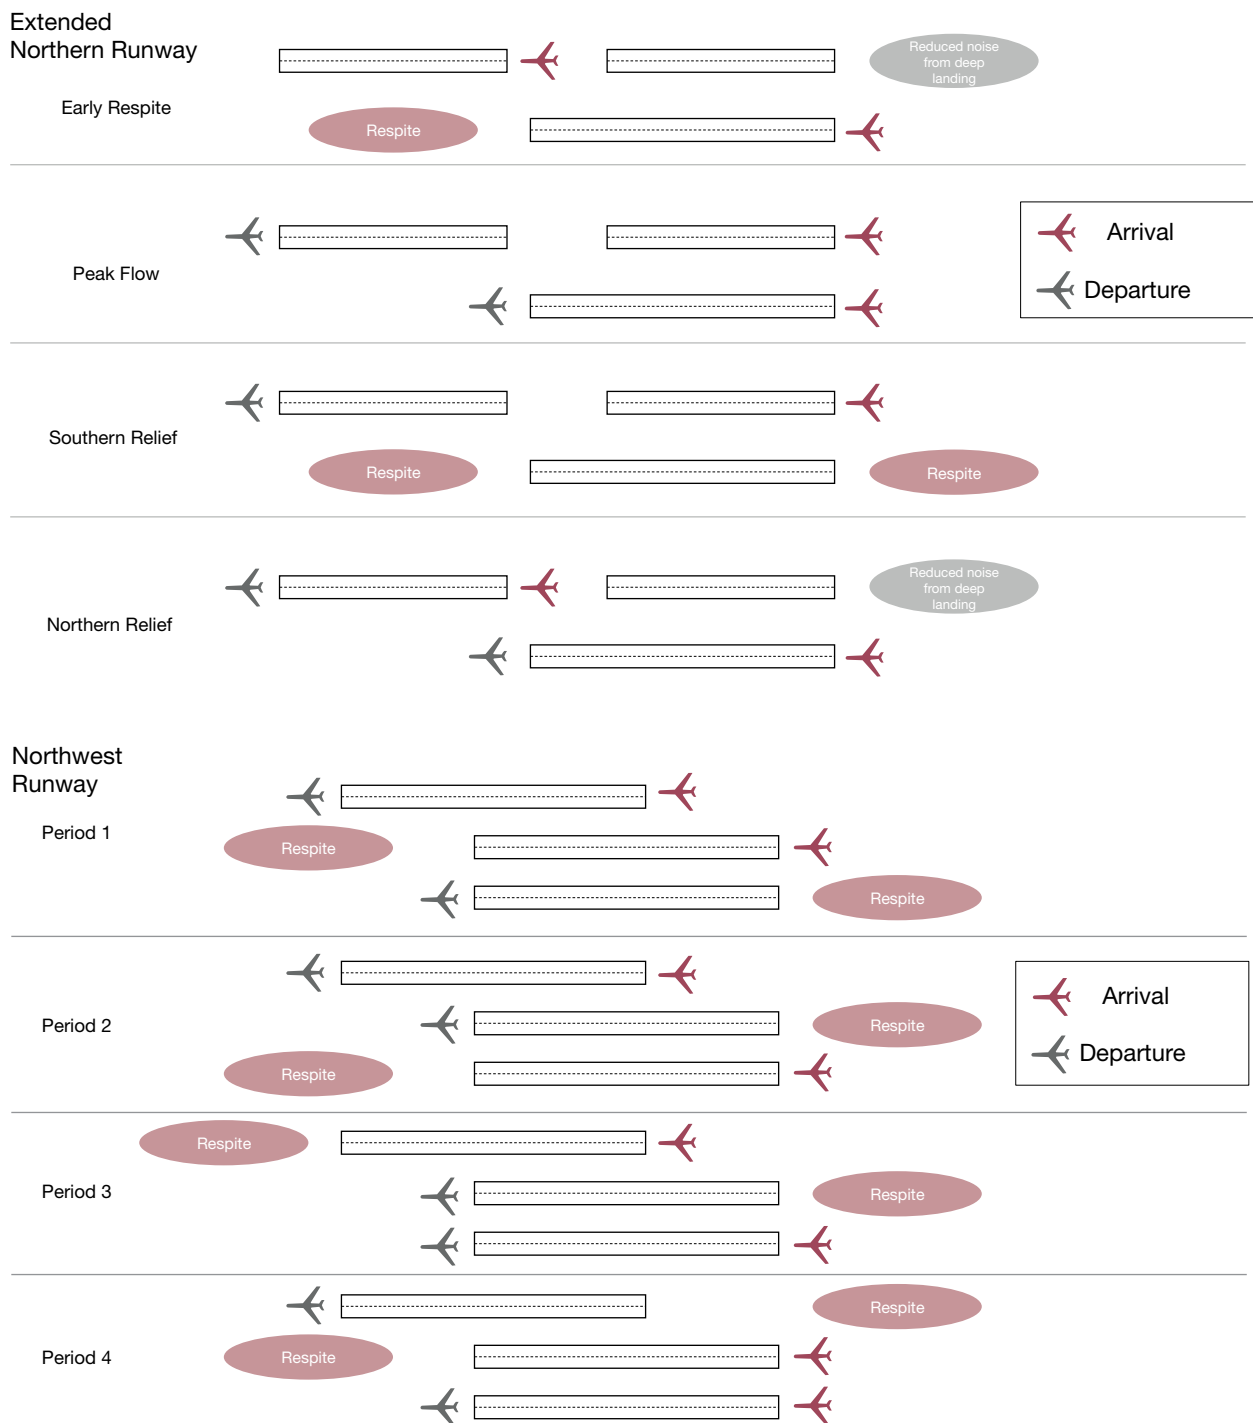 Extended
Northern Runway
Reduced noise
from deep
landing
Early Respite
Respite
Arrival
Peak Flow
Departure
Southern Relief
Respite
Respite
Reduced noise
from deep
landing
Northern Relief
Northwest
Runway
Period 1
Respite
Respite
Arrival
Period 2
Respite
Departure
Respite
Respite
Period 3
Respite
Respite
Period 4
Respite